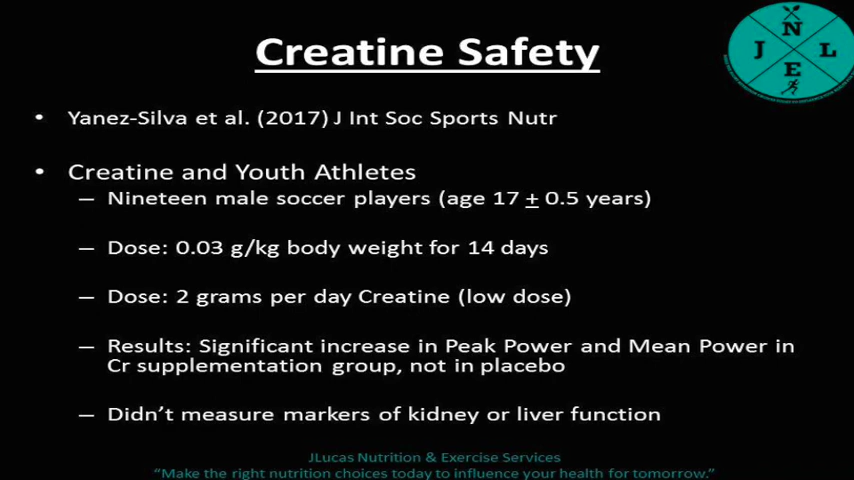 Creatine Safety
J N L E
• Yanez-Silva et al. (2017) J Int Soc Sports Nutr
• Creatine and Youth Athletes
– Nineteen male soccer players (age 17 ± 0.5 years)
– Dose: 0.03 g/kg body weight for 14 days
– Dose: 2 grams per day Creatine (low dose)
– Results: Significant increase in Peak Power and Mean Power in
Cr supplementation group, not in placebo
– Didn’t measure markers of kidney or liver function
JLucas Nutrition & Exercise Services
“Make the right nutrition choices today to influence your health for tomorrow.”